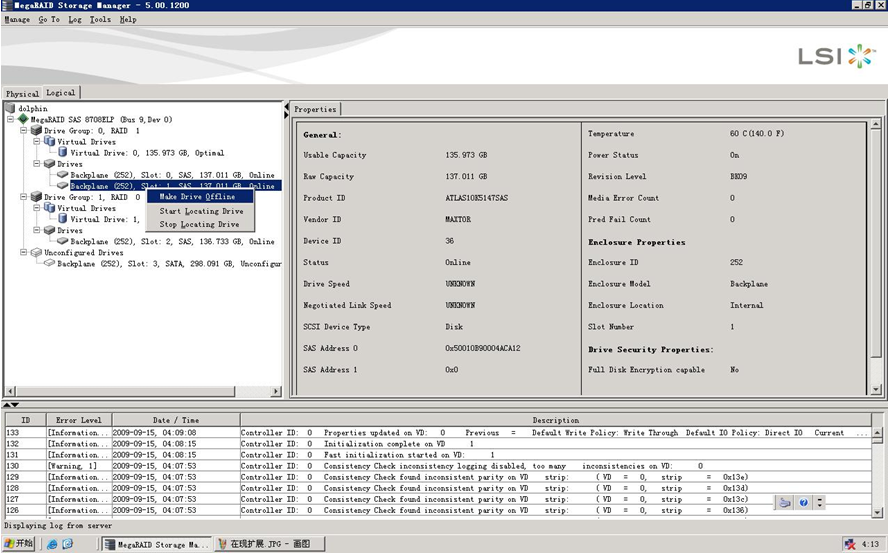 MegaRAID Storage Manager - 5.00.1200
Manage Go To Log Tools Help
LSI
Physical Logical
dolphin
MegaRAID SAS 8708ELP (Bus 9,Dev 0)
Drive Group: 0, RAID 1
Virtual Drives
Virtual Drive: 0, 135.973 GB, Optimal
Drives
Backplane (252), Slot: 0, SAS, 137.011 GB, Online
Backplane (252), Slot: 1, SAS, 137.011 GB, Online
Make Drive Offline
Start Locating Drive
Stop Locating Drive
Drive Group: 1, RAID 0
Virtual Drives
Virtual Drive: 1,
Drives
Backplane (252), Slot: 2, SAS, 136.733 GB, Online
Unconfigured Drives
Backplane (252), Slot: 3, SATA, 298.091 GB, Unconfigur
Properties
General:
Usable Capacity 135.973 GB
Raw Capacity 137.011 GB
Product ID ATLAS10K5147SAS
Vendor ID MAXTOR
Device ID 36
Status Online
Drive Speed UNKNOWN
Negotiated Link Speed UNKNOWN
SCSI Device Type Disk
SAS Address 0 0x50010B90004ACA12
SAS Address 1 0x0
Temperature 60 C(140.0 F)
Power Status On
Revision Level BK09
Media Error Count 0
Pred Fail Count 0
Enclosure Properties
Enclosure ID 252
Enclosure Model Backplane
Enclosure Location Internal
Slot Number 1
Drive Security Properties:
Full Disk Encryption capable No
ID Error Level Date / Time Description
133 [Information... 2009-09-15, 04:09:08 Controller ID: 0 Properties updated on VD: 0 Previous = Default Write Policy: Write Through Default IO Policy: Direct IO Current ...
132 [Information... 2009-09-15, 04:08:15 Controller ID: 0 Initialization complete on VD 1
131 [Information... 2009-09-15, 04:08:15 Controller ID: 0 Fast initialization started on VD: 1
130 [Warning, 1] 2009-09-15, 04:07:53 Controller ID: 0 Consistency Check inconsistency logging disabled, too many inconsistencies on VD: 0
129 [Information... 2009-09-15, 04:07:53 Controller ID: 0 Consistency Check found inconsistent parity on VD strip: ( VD = 0, strip = 0x13e)
128 [Information... 2009-09-15, 04:07:53 Controller ID: 0 Consistency Check found inconsistent parity on VD strip: ( VD = 0, strip = 0x13d)
127 [Information... 2009-09-15, 04:07:53 Controller ID: 0 Consistency Check found inconsistent parity on VD strip: ( VD = 0, strip = 0x13c)
126 [Information... 2009-09-15, 04:07:53 Controller ID: 0 Consistency Check found inconsistent parity on VD strip: ( VD = 0, strip = 0x136)
Displaying log from server
开始 MegaRAID Storage Ma... 在现扩展.JPG - 画图 4:13